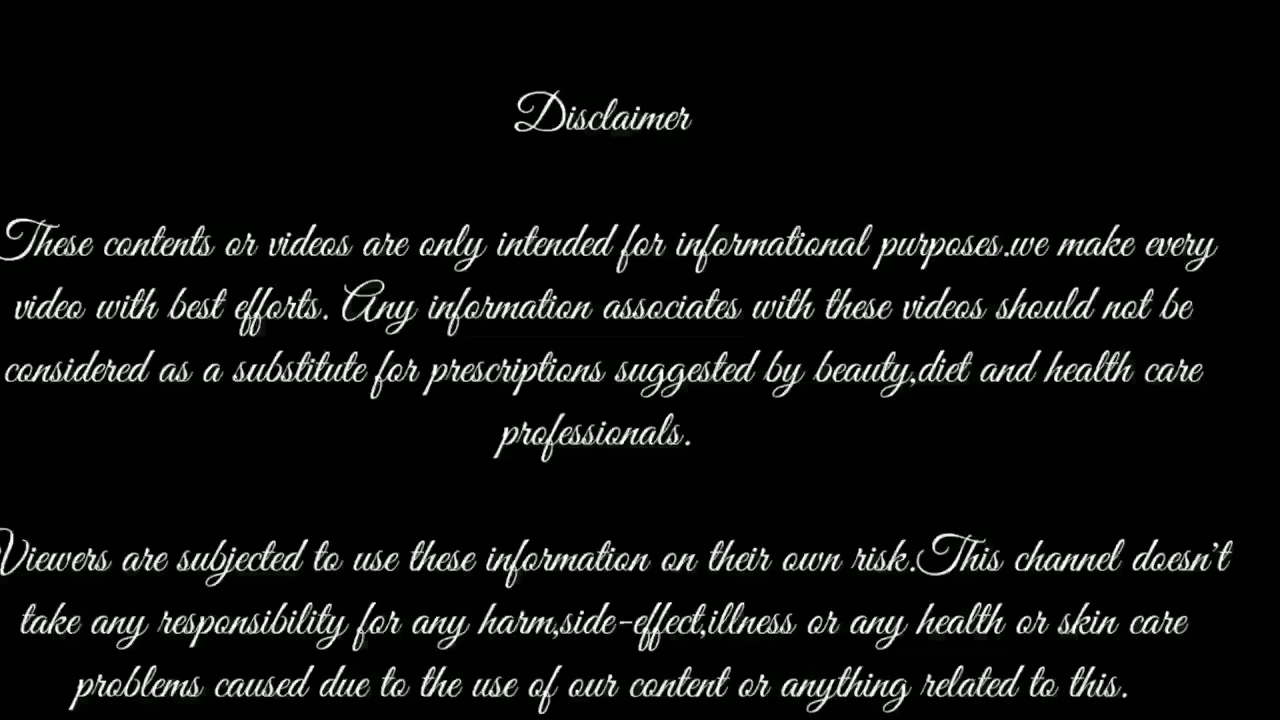 Disclaimer
These contents or videos are only intended for informational purposes.we make every
video with best efforts. Any information associates with these videos should not be
considered as a substitute for prescriptions suggested by beauty,diet and health care
professionals.
Viewers are subjected to use these information on their own risk.This channel doesn't
take any responsibility for any harm,side-effect,illness or any health or skin care
problems caused due to the use of our content or anything related to this.